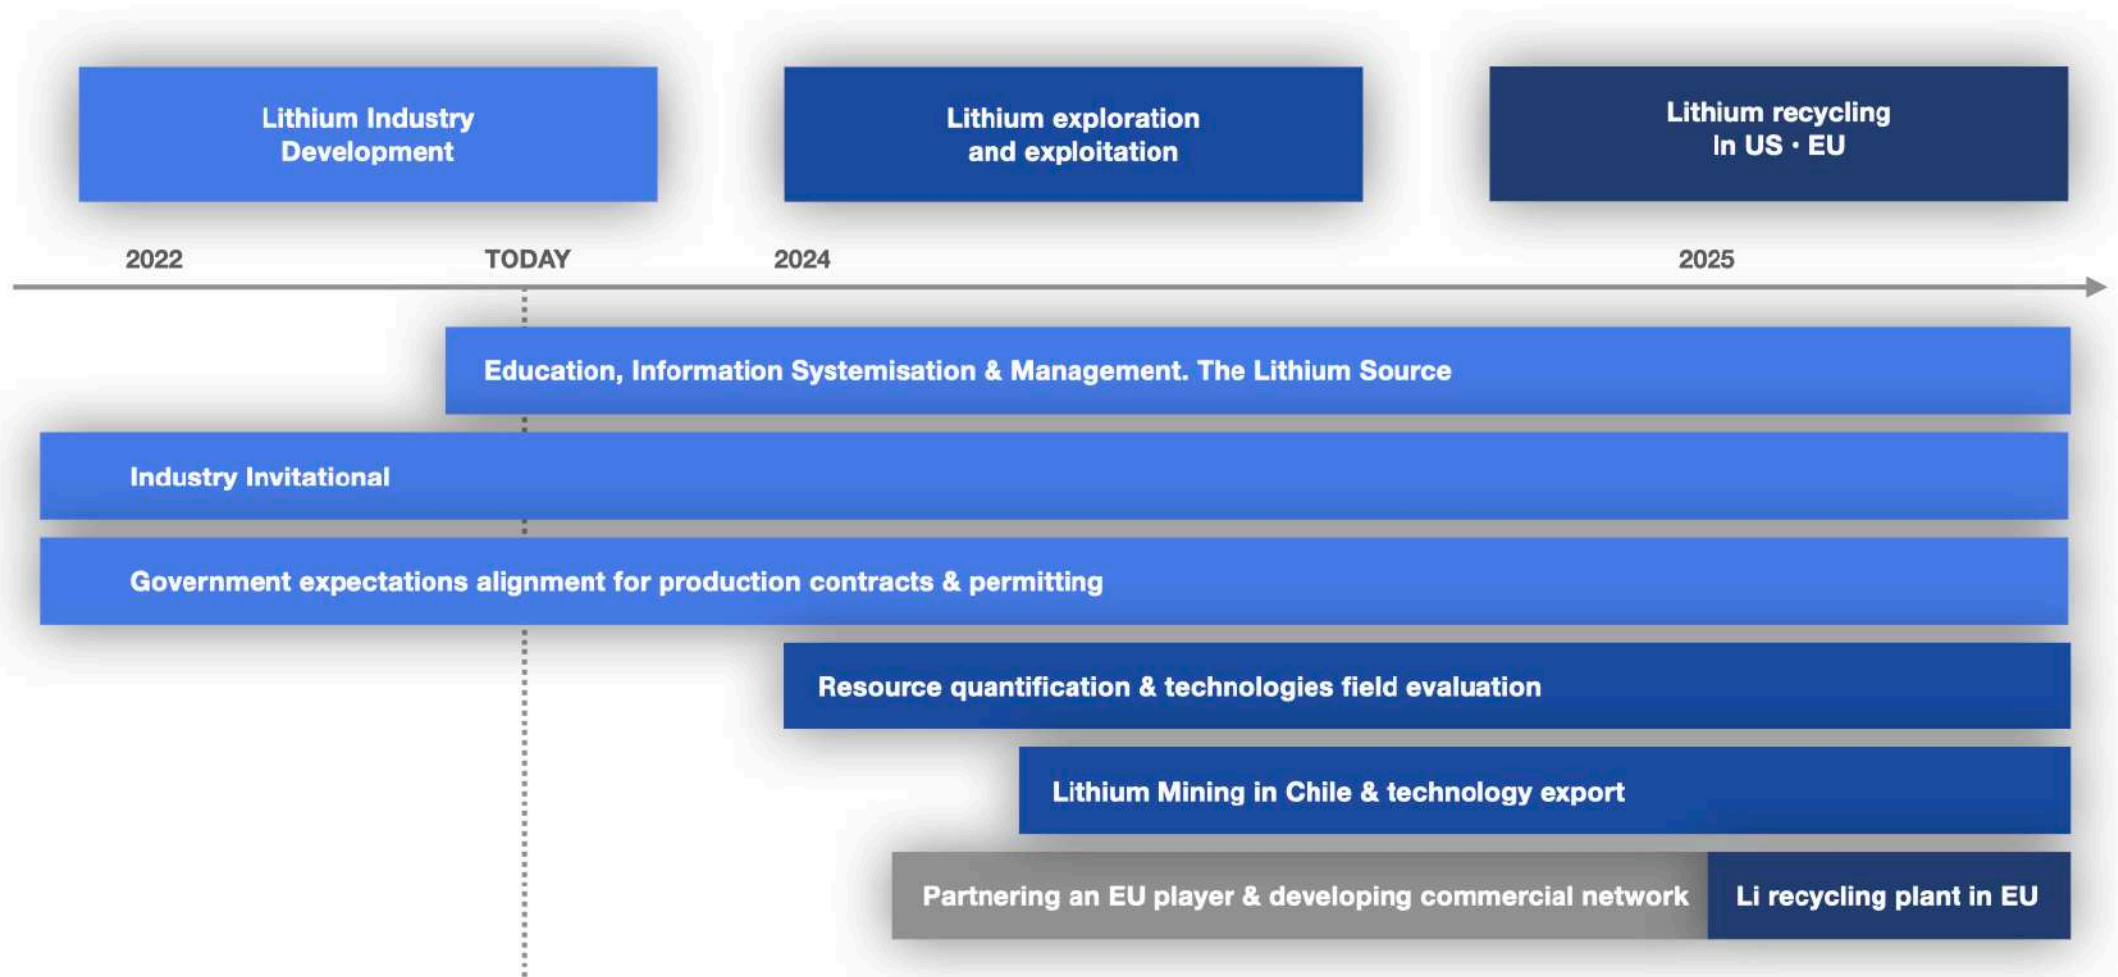 Lithium Industry
Development
Lithium exploration
and exploitation
Lithium recycling
In US · EU
2022
TODAY
2024
2025
Education, Information Systemisation & Management. The Lithium Source
Industry Invitational
Government expectations alignment for production contracts & permitting
Resource quantification & technologies field evaluation
Lithium Mining in Chile & technology export
Partnering an EU player & developing commercial network
Li recycling plant in EU